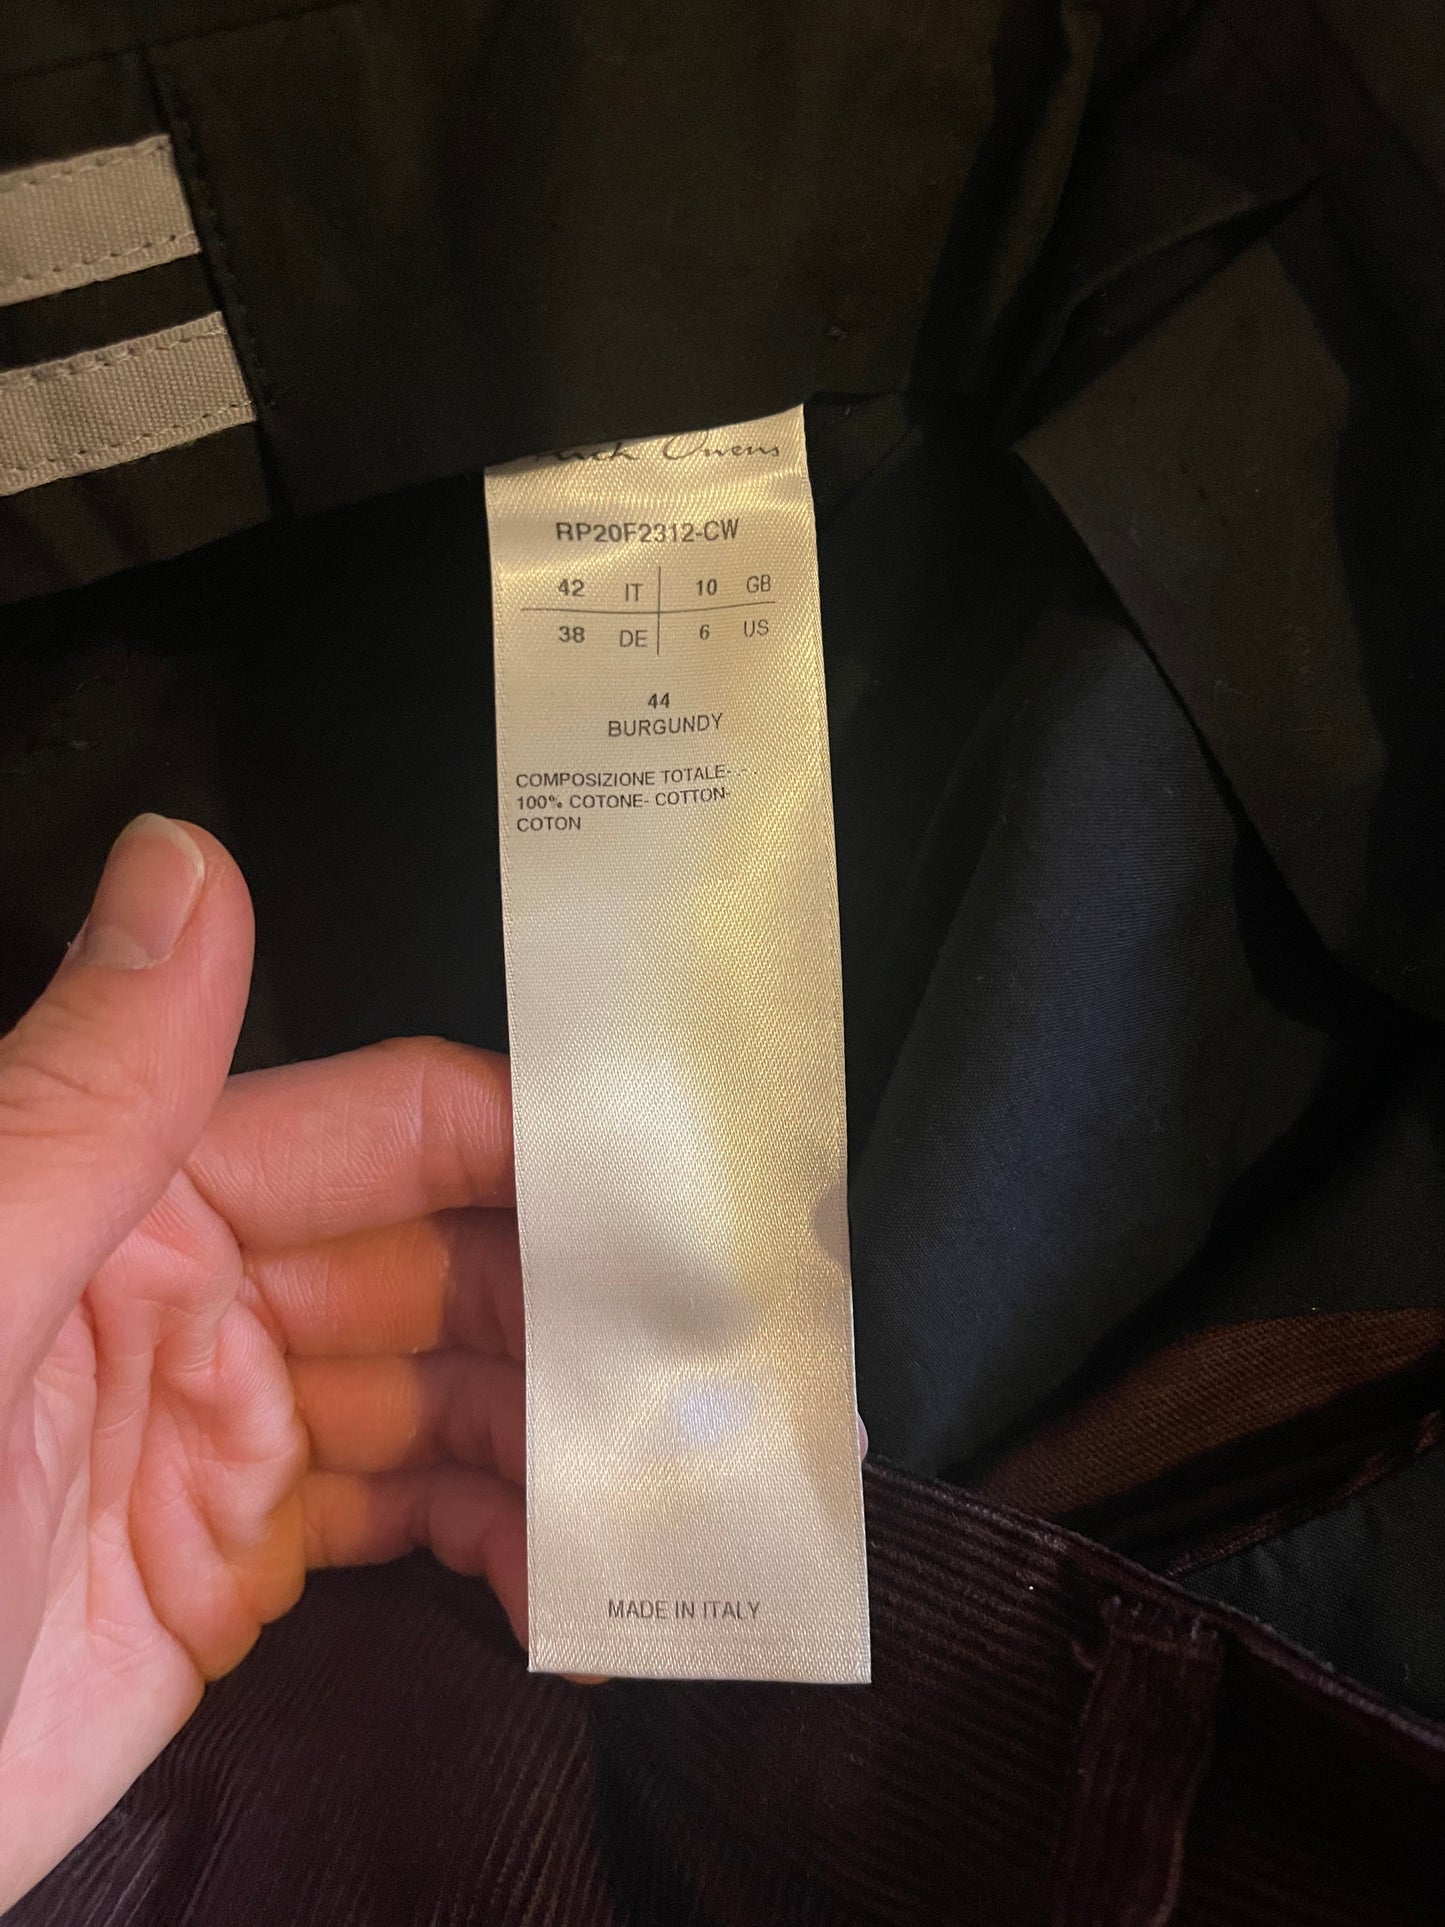 Rick Owens
RP20F2312-CW
42 IT 10 GB
38 DE 6 US
44
BURGUNDY
COMPOSIZIONE TOTALE- - .
100% COTONE- COTTON-
COTON
MADE IN ITALY